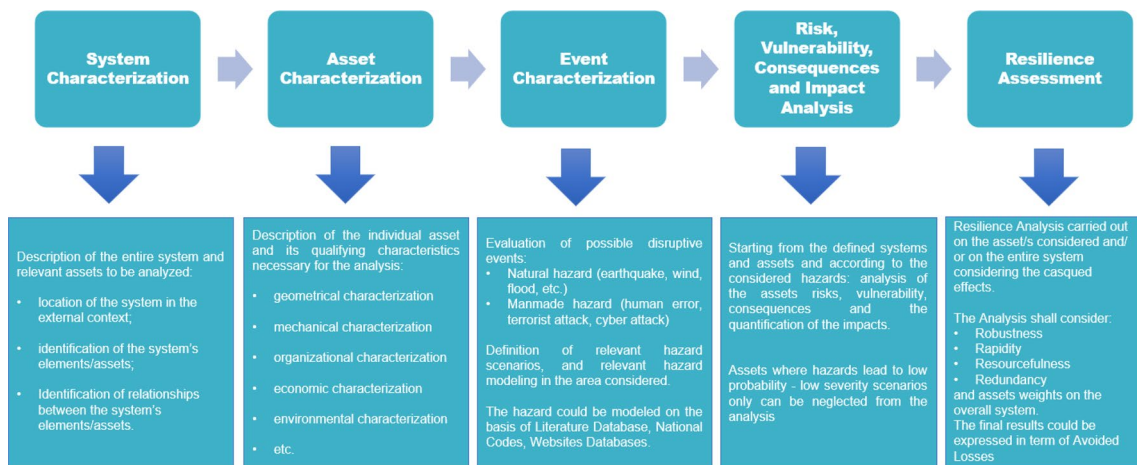 System
Characterization
Asset
Characterization
Event
Characterization
Risk,
Vulnerability,
Consequences
and Impact
Analysis
Resilience
Assessment
Description of the entire system and
relevant assets to be analyzed:
• location of the system in the
external context;
• identification of the system's
elements/assets;
• Identification of relationships
between the system's
elements/assets.
Description of the individual asset
and its qualifying characteristics
necessary for the analysis:
• geometrical characterization
• mechanical characterization
• organizational characterization
• economic characterization
• environmental characterization
• etc.
Evaluation of possible disruptive
events:
• Natural hazard (earthquake, wind,
flood, etc.)
• Manmade hazard (human error,
terrorist attack, cyber attack)
Definition of relevant hazard
scenarios, and relevant hazard
modeling in the area considered.
The hazard could be modeled on the
basis of Literature Database, National
Codes, Websites Databases.
Starting from the defined systems
and assets and according to the
considered hazards: analysis of
the assets risks, vulnerability,
consequences and the
quantification of the impacts.
Assets where hazards lead to low
probability - low severity scenarios
only can be neglected from the
analysis
Resilience Analysis carried out
on the asset/s considered and/
or on the entire system
considering the casqued
effects.
The Analysis shall consider:
• Robustness
• Rapidity
• Resourcefulness
• Redundancy
and assets weights on the
overall system.
The final results could be
expressed in term of Avoided
Losses